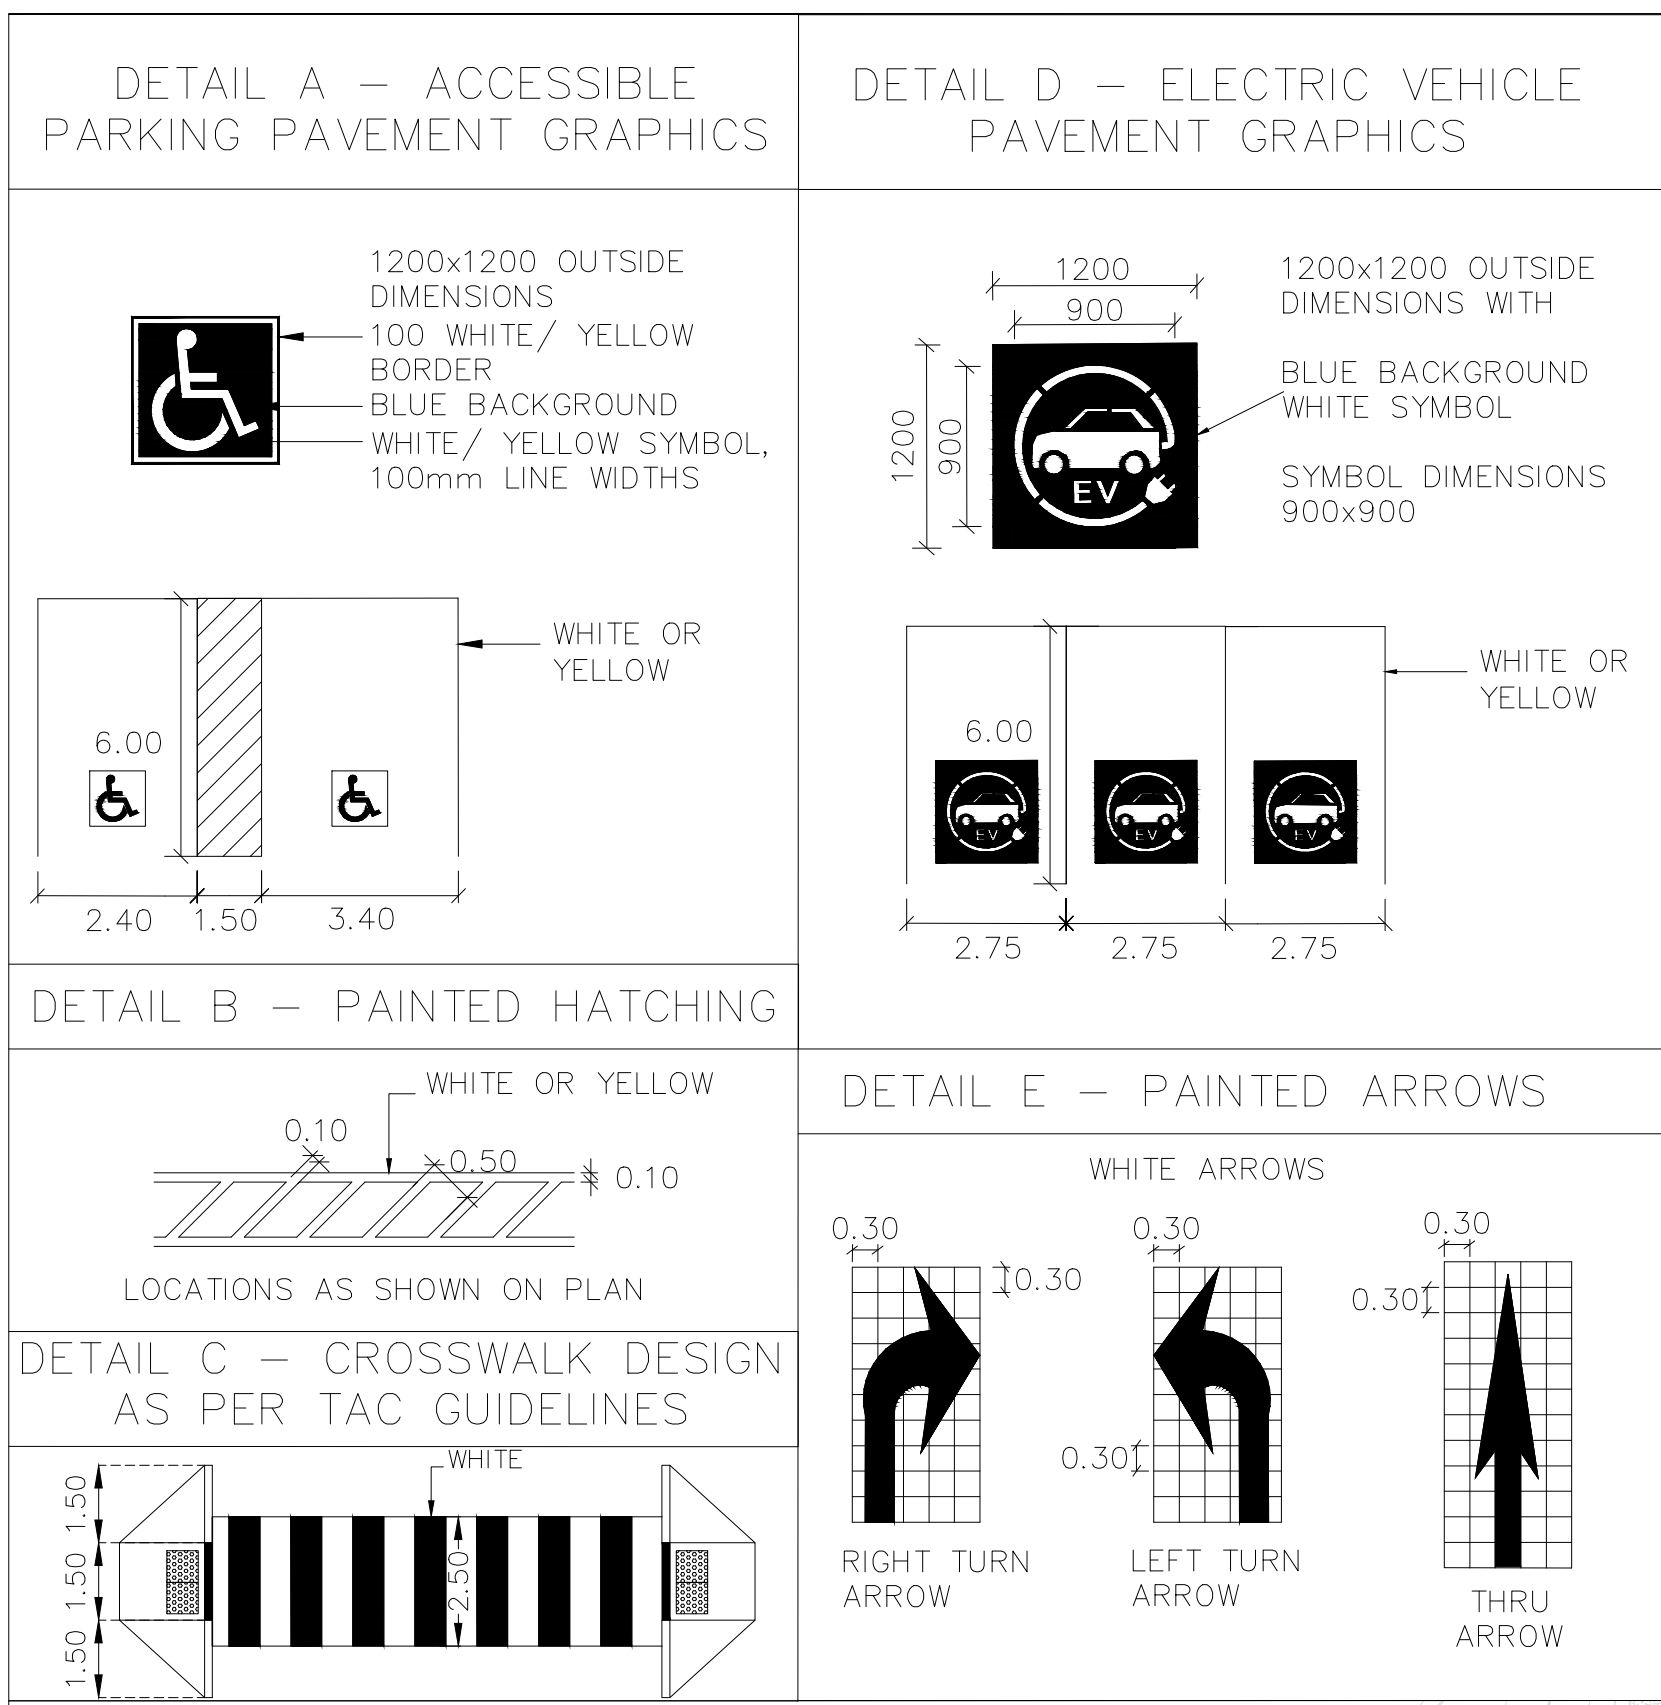 DETAIL A – ACCESSIBLE
PARKING PAVEMENT GRAPHICS
1200x1200 OUTSIDE
DIMENSIONS
100 WHITE/ YELLOW
BORDER
BLUE BACKGROUND
WHITE/ YELLOW SYMBOL,
100mm LINE WIDTHS
WHITE OR
YELLOW
6.00
2.40 1.50 3.40
DETAIL B – PAINTED HATCHING
WHITE OR YELLOW
0.10
0.50
0.10
LOCATIONS AS SHOWN ON PLAN
DETAIL C – CROSSWALK DESIGN
AS PER TAC GUIDELINES
WHITE
1.50
1.50
1.50
2.50
DETAIL D – ELECTRIC VEHICLE
PAVEMENT GRAPHICS
1200
900
1200
900
EV
1200x1200 OUTSIDE
DIMENSIONS WITH
BLUE BACKGROUND
WHITE SYMBOL
SYMBOL DIMENSIONS
900x900
WHITE OR
YELLOW
6.00
EV EV EV
2.75 2.75 2.75
DETAIL E – PAINTED ARROWS
WHITE ARROWS
0.30
0.30
0.30
0.30
0.30
0.30
RIGHT TURN
ARROW
LEFT TURN
ARROW
THRU
ARROW